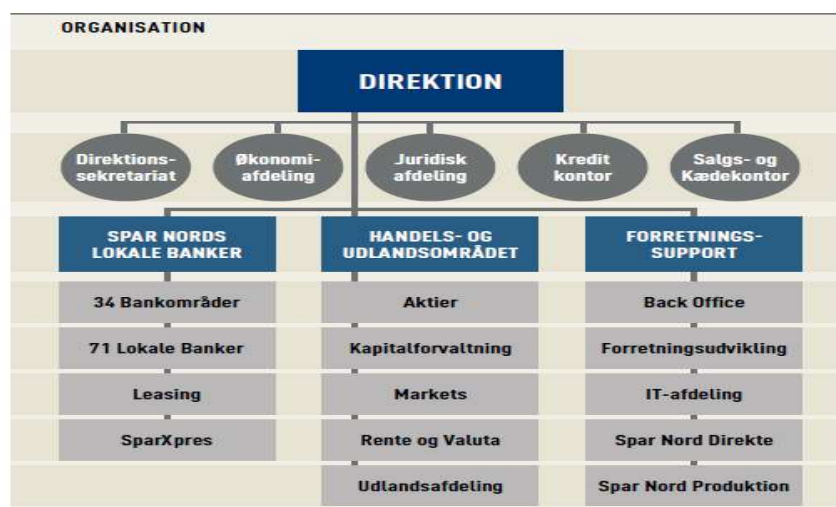 ORGANISATION
DIREKTION
Direktions-
sekretariat
Økonomi-
afdeling
Juridisk
afdeling
Kredit
kontor
Salgs- og
Kædekontor
SPAR NORDS
LOKALE BANKER
HANDELS- OG
UDLANDSOMRÅDET
FORRETNINGS-
SUPPORT
34 Bankområder
Aktier
Back Office
71 Lokale Banker
Kapitalforvaltning
Forretningsudvikling
Leasing
Markets
IT-afdeling
SparXpres
Rente og Valuta
Spar Nord Direkte
Udlandsafdeling
Spar Nord Produktion